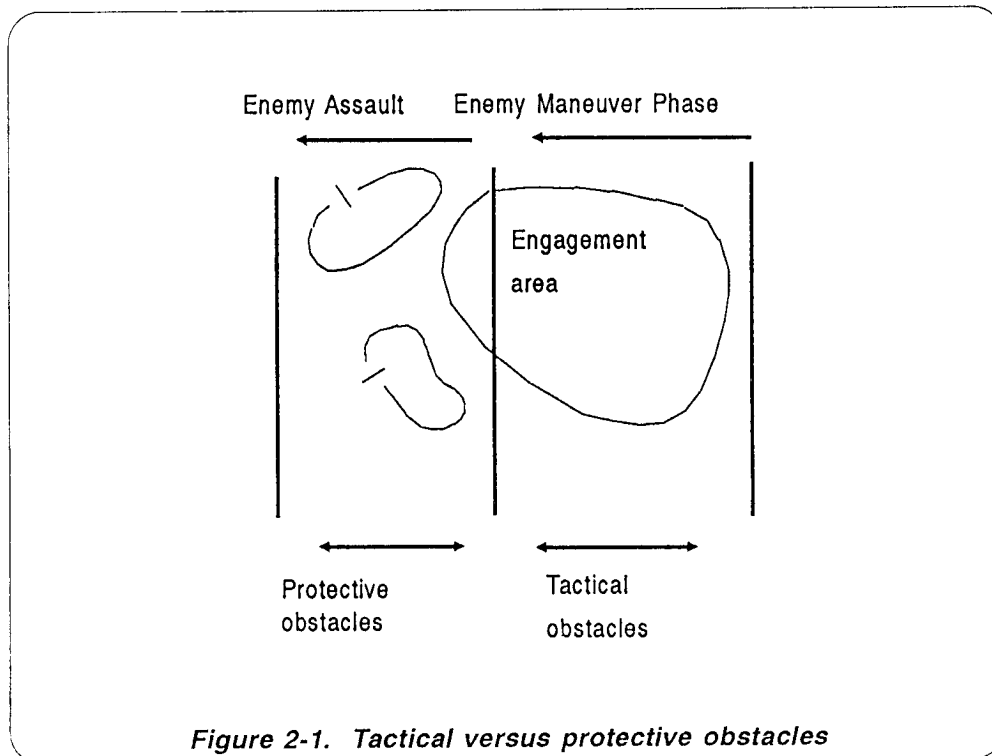 Enemy Assault
Enemy Maneuver Phase
Engagement
area
Protective
obstacles
Tactical
obstacles
Figure 2-1. Tactical versus protective obstacles